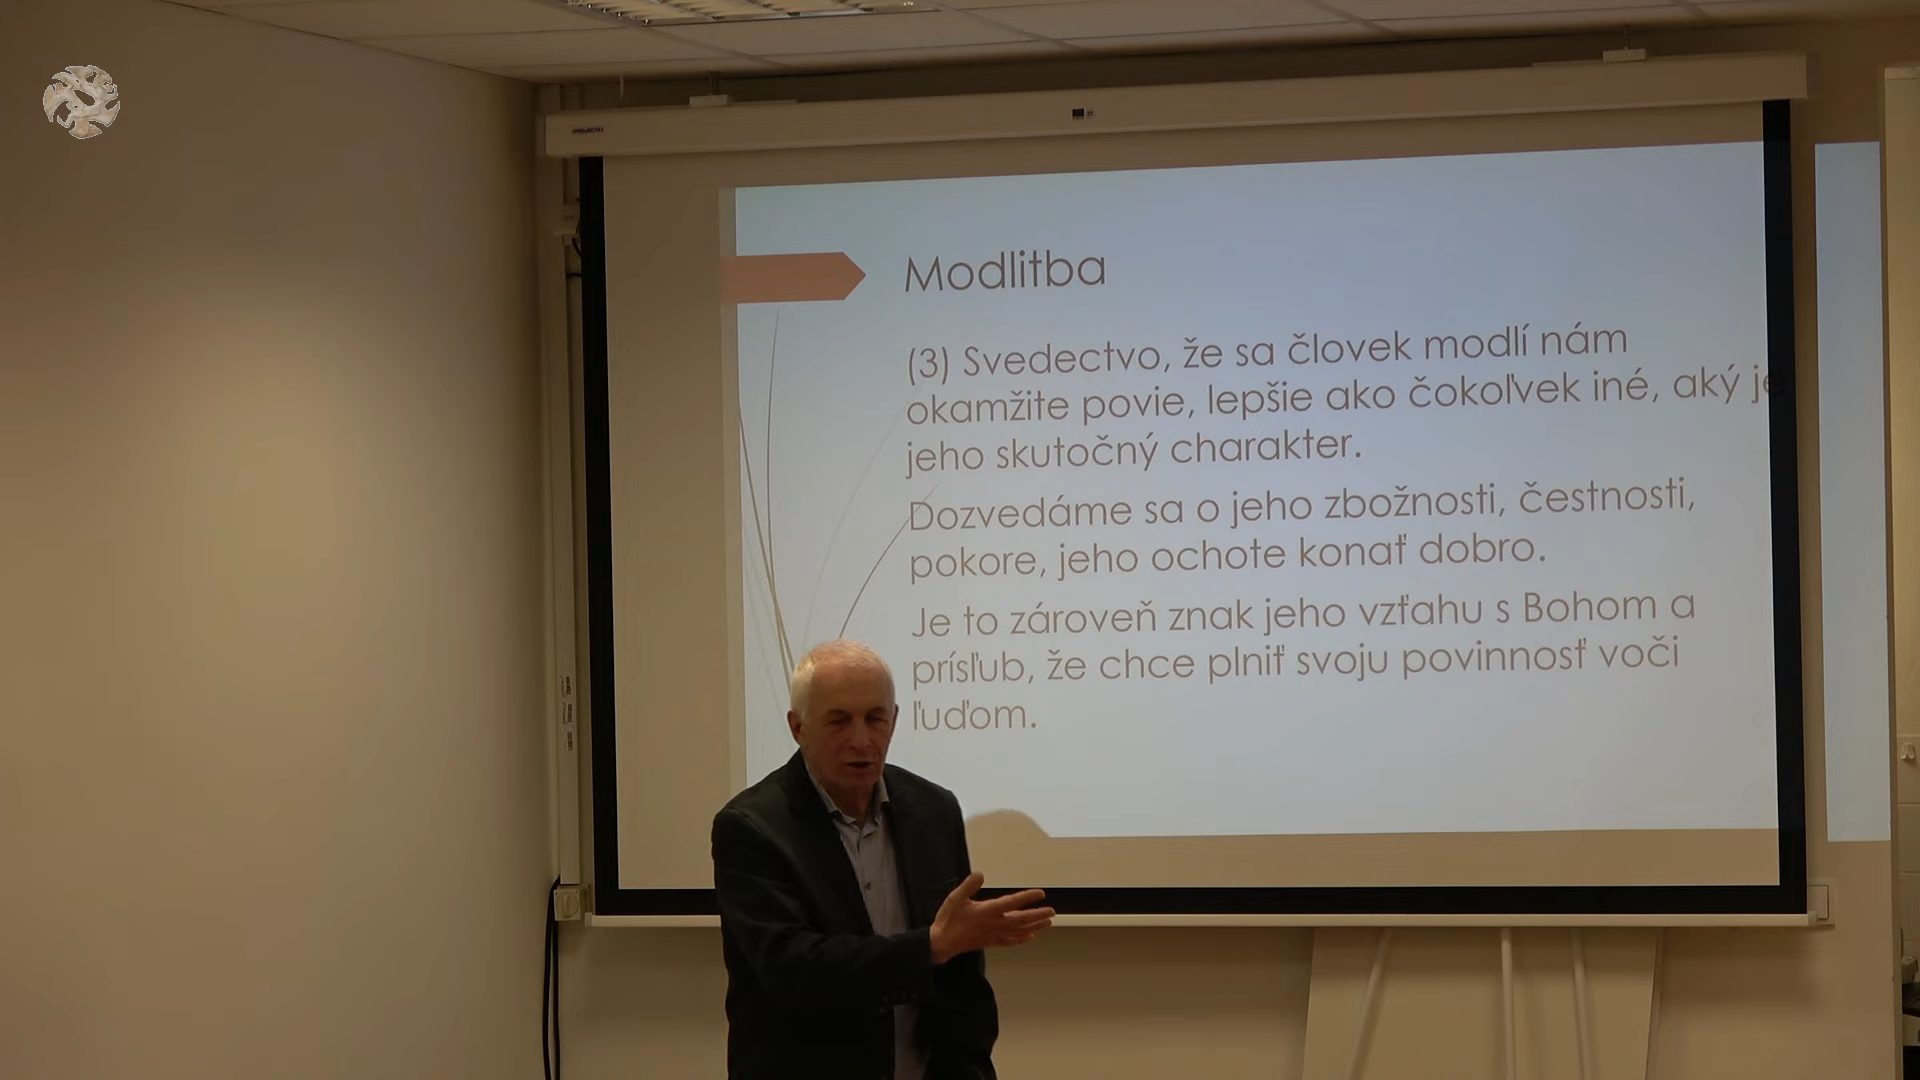 PROJECTA
Modlitba
(3) Svedectvo, že sa človek modlí nám
okamžite povie, lepšie ako čokoľvek iné, aký je
jeho skutočný charakter.
Dozvedáme sa o jeho zbožnosti, čestnosti,
pokore, jeho ochote konať dobro.
Je to zároveň znak jeho vzťahu s Bohom a
prísľub, že chce plniť svoju povinnosť voči
ľuďom.